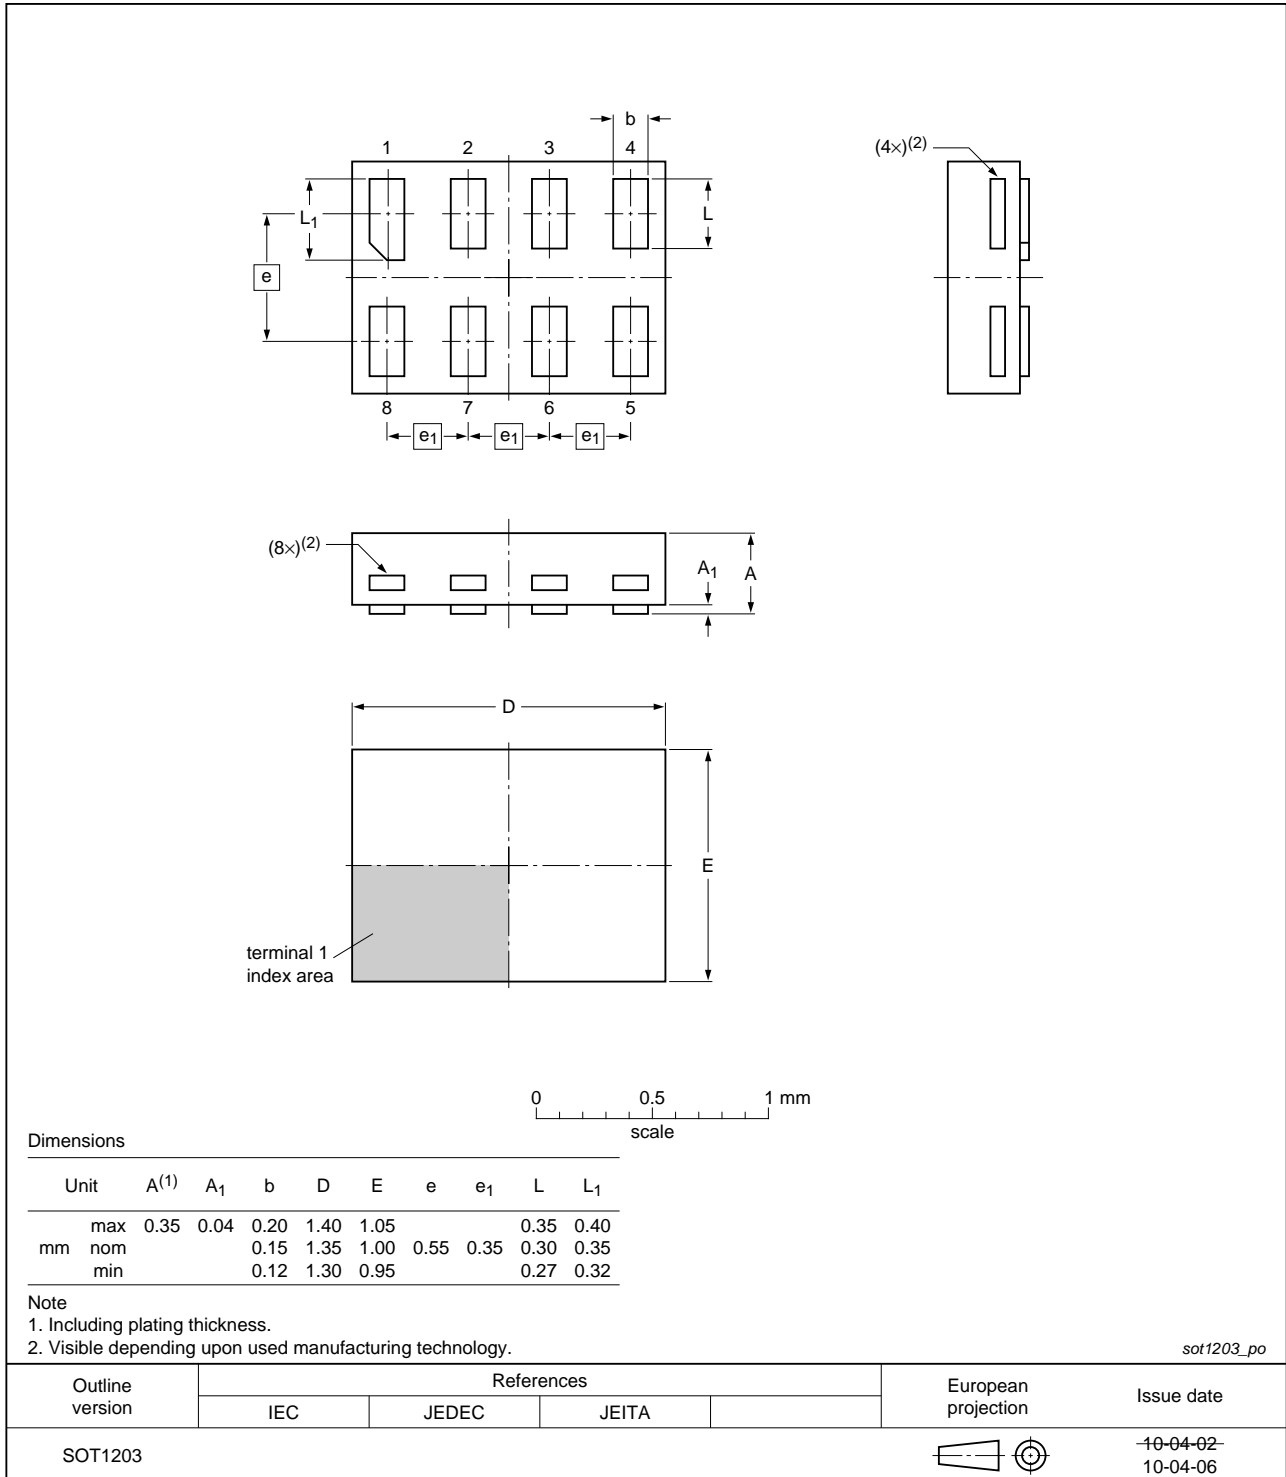 b
1 2 3 4
(4×)(2)
L1
L
e
8 7 6 5
e1 e1 e1
(8×)(2)
A1
A
D
E
terminal 1
index area
0 0.5 1 mm
scale
Dimensions
Unit A(1) A1 b D E e e1 L L1
max 0.35 0.04 0.20 1.40 1.05 0.35 0.40
mm nom 0.15 1.35 1.00 0.55 0.35 0.30 0.35
min 0.12 1.30 0.95 0.27 0.32
Note
1. Including plating thickness.
2. Visible depending upon used manufacturing technology.
sot1203_po
Outline version
References
IEC JEDEC JEITA
European projection
Issue date
SOT1203
10-04-02
10-04-06